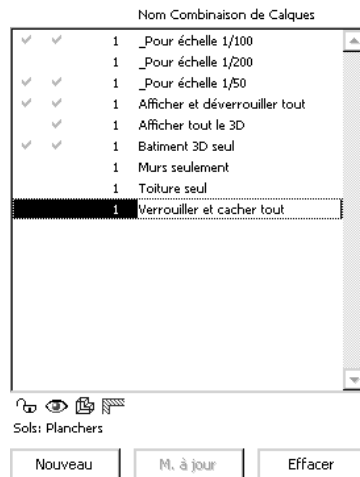 Nom Combinaison de Calques
1 _Pour échelle 1/100
1 _Pour échelle 1/200
1 _Pour échelle 1/50
1 Afficher et déverrouiller tout
1 Afficher tout le 3D
1 Batiment 3D seul
1 Murs seulement
1 Toiture seul
1 Verrouiller et cacher tout
Sols: Planchers
Nouveau M. à jour Effacer